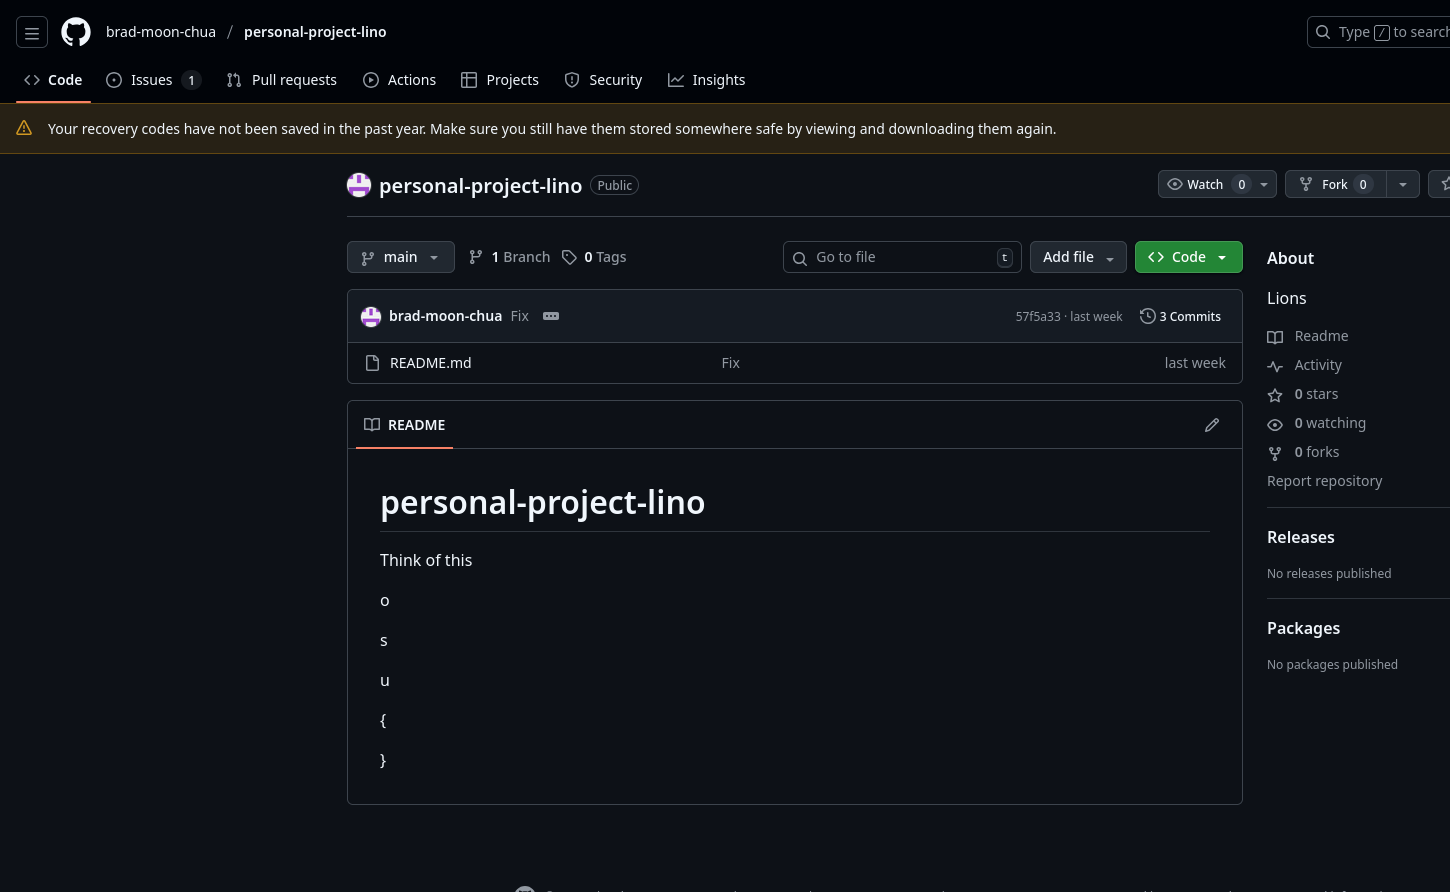 brad-moon-chua / personal-project-lino
Type / to search
Code
Issues 1
Pull requests
Actions
Projects
Security
Insights
Your recovery codes have not been saved in the past year. Make sure you still have them stored somewhere safe by viewing and downloading them again.
personal-project-lino Public
Watch 0
Fork 0
main
1 Branch
0 Tags
Go to file t
Add file
Code
brad-moon-chua Fix
57f5a33 · last week
3 Commits
README.md Fix last week
README
personal-project-lino
Think of this
o
s
u
{
}
About
Lions
Readme
Activity
0 stars
0 watching
0 forks
Report repository
Releases
No releases published
Packages
No packages published